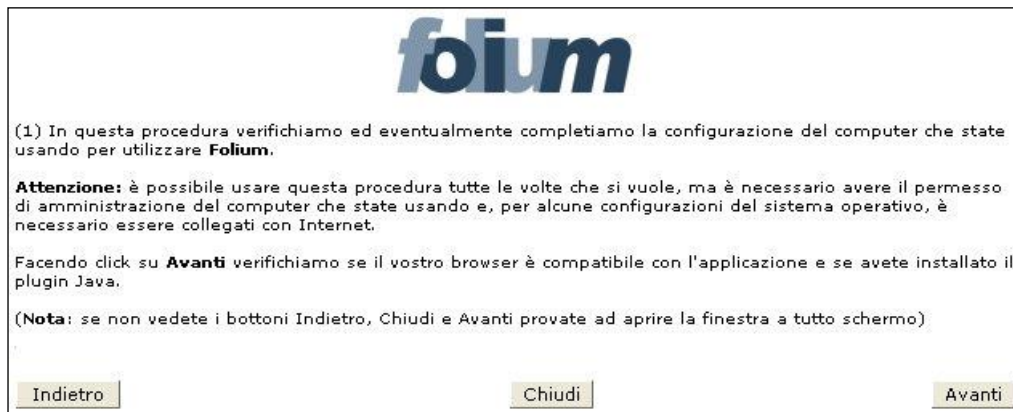 folium
(1) In questa procedura verifichiamo ed eventualmente completiamo la configurazione del computer che state
usando per utilizzare Folium.
Attenzione: è possibile usare questa procedura tutte le volte che si vuole, ma è necessario avere il permesso
di amministrazione del computer che state usando e, per alcune configurazioni del sistema operativo, è
necessario essere collegati con Internet.
Facendo click su Avanti verifichiamo se il vostro browser è compatibile con l'applicazione e se avete installato il
plugin Java.
(Nota: se non vedete i bottoni Indietro, Chiudi e Avanti provate ad aprire la finestra a tutto schermo)
Indietro Chiudi Avanti